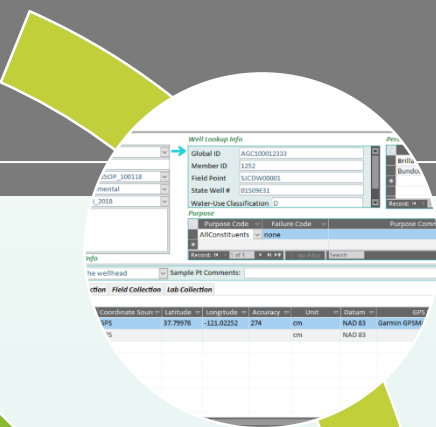 Well Lookup Info
Global ID AGC100012333
Member ID 1252
Field Point SJCDW00001
State Well # 01S09E31
Water-Use Classification D
SOP_100118
mental
_2018
Brilla
Bundo
Record:
Purpose
Purpose Code Failure Code Purpose Comm
AllConstituents none
Record: 1 of 1 No Filter Search
nfo
he wellhead Sample Pt Comments:
ction Field Collection Lab Collection
Coordinate Sourc Latitude Longitude Accuracy Unit Datum GPS
GPS 37.79978 -121.02252 274 cm NAD 83 Garmin GPSM
cm NAD 83